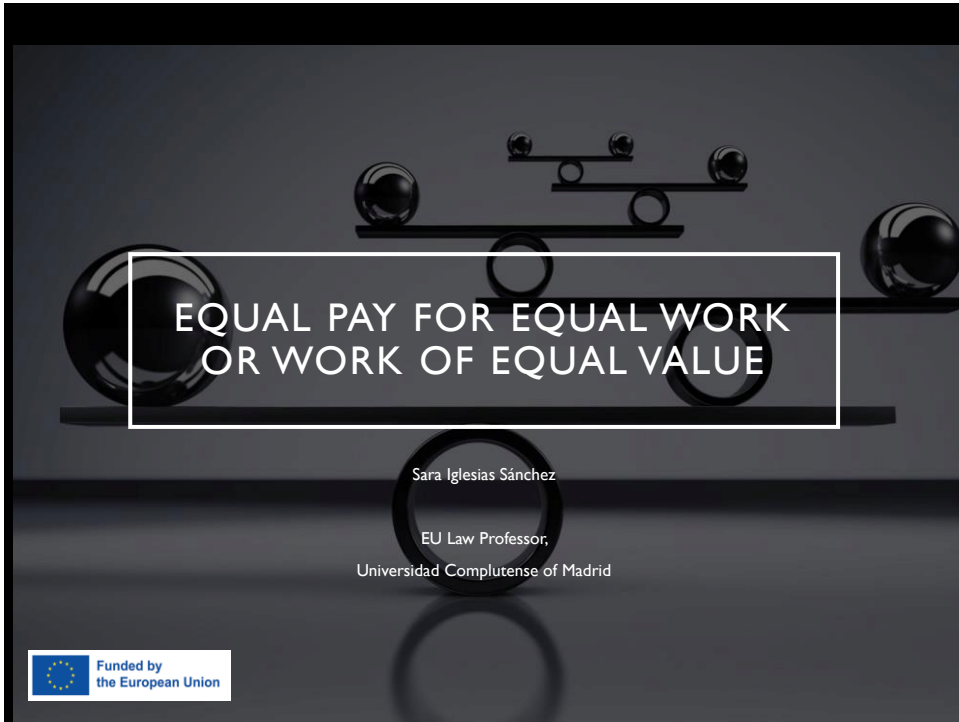 EQUAL PAY FOR EQUAL WORK
OR WORK OF EQUAL VALUE
Sara Iglesias Sánchez
EU Law Professor,
Universidad Complutense of Madrid
Funded by
the European Union